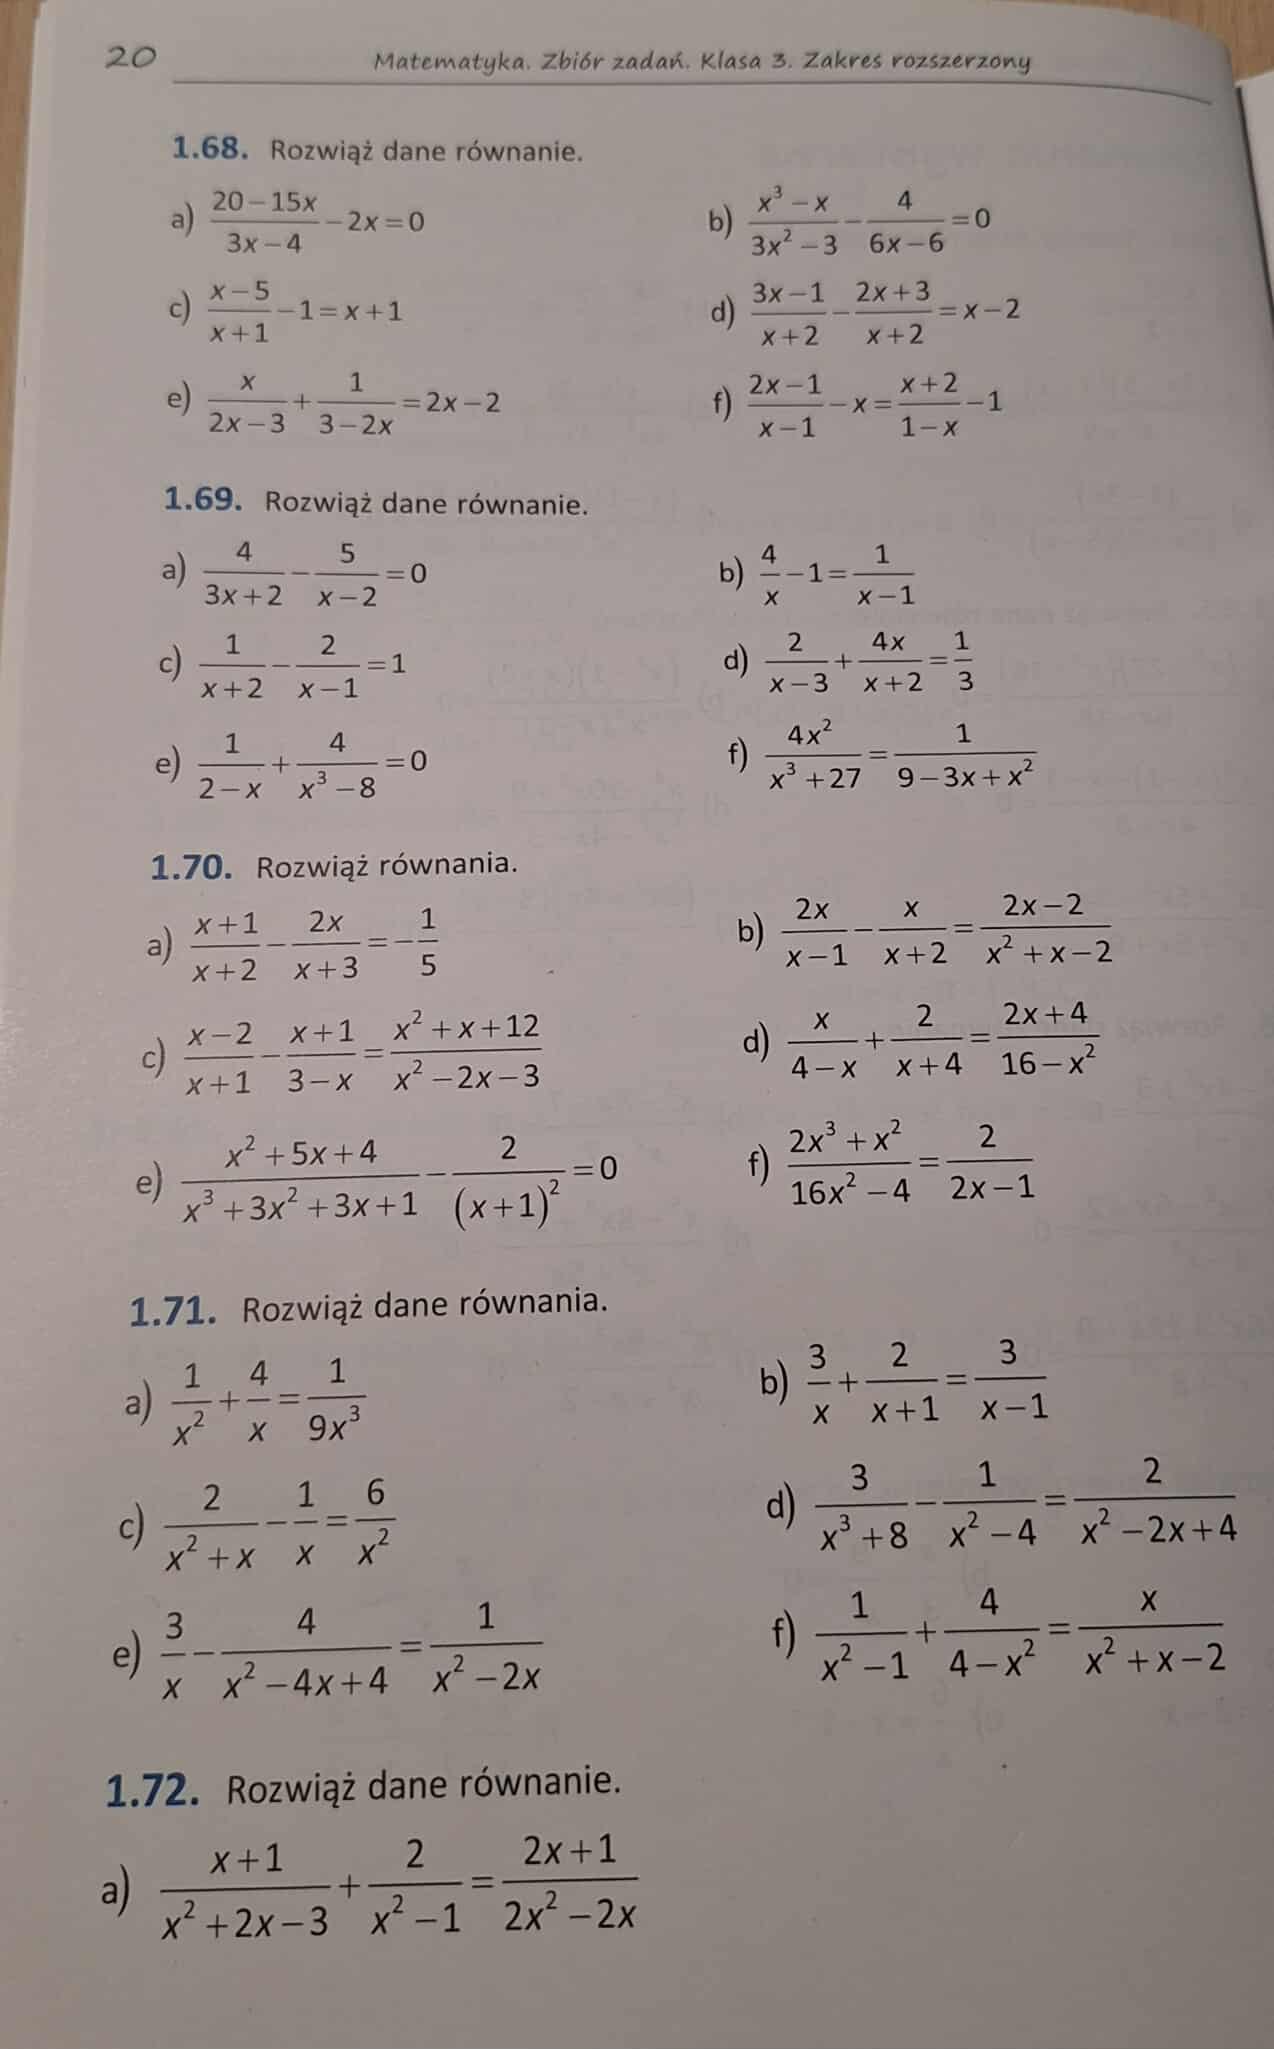 20
Matematyka. Zbiór zadań. Klasa 3. Zakres rozszerzony
1.68. Rozwiąż dane równanie.
a) \frac{20-15x}{3x-4} - 2x = 0
b) \frac{x^3-x}{3x^2-3} - \frac{4}{6x-6} = 0
c) \frac{x-5}{x+1} - 1 = x+1
d) \frac{3x-1}{x+2} - \frac{2x+3}{x+2} = x-2
e) \frac{x}{2x-3} + \frac{1}{3-2x} = 2x-2
f) \frac{2x-1}{x-1} - x = \frac{x+2}{1-x} - 1
1.69. Rozwiąż dane równanie.
a) \frac{4}{3x+2} - \frac{5}{x-2} = 0
b) \frac{4}{x} - 1 = \frac{1}{x-1}
c) \frac{1}{x+2} - \frac{2}{x-1} = 1
d) \frac{2}{x-3} + \frac{4x}{x+2} = \frac{1}{3}
e) \frac{1}{2-x} + \frac{4}{x^3-8} = 0
f) \frac{4x^2}{x^3+27} = \frac{1}{9-3x+x^2}
1.70. Rozwiąż równania.
a) \frac{x+1}{x+2} - \frac{2x}{x+3} = -\frac{1}{5}
b) \frac{2x}{x-1} - \frac{x}{x+2} = \frac{2x-2}{x^2+x-2}
c) \frac{x-2}{x+1} - \frac{x+1}{3-x} = \frac{x^2+x+12}{x^2-2x-3}
d) \frac{x}{4-x} + \frac{2}{x+4} = \frac{2x+4}{16-x^2}
e) \frac{x^2+5x+4}{x^3+3x^2+3x+1} - \frac{2}{(x+1)^2} = 0
f) \frac{2x^3+x^2}{16x^2-4} = \frac{2}{2x-1}
1.71. Rozwiąż dane równania.
a) \frac{1}{x^2} + \frac{4}{x} = \frac{1}{9x^3}
b) \frac{3}{x} + \frac{2}{x+1} = \frac{3}{x-1}
c) \frac{2}{x^2+x} - \frac{1}{x} = \frac{6}{x^2}
d) \frac{3}{x^3+8} - \frac{1}{x^2-4} = \frac{2}{x^2-2x+4}
e) \frac{3}{x} - \frac{4}{x^2-4x+4} = \frac{1}{x^2-2x}
f) \frac{1}{x^2-1} + \frac{4}{4-x^2} = \frac{x}{x^2+x-2}
1.72. Rozwiąż dane równanie.
a) \frac{x+1}{x^2+2x-3} + \frac{2}{x^2-1} = \frac{2x+1}{2x^2-2x}